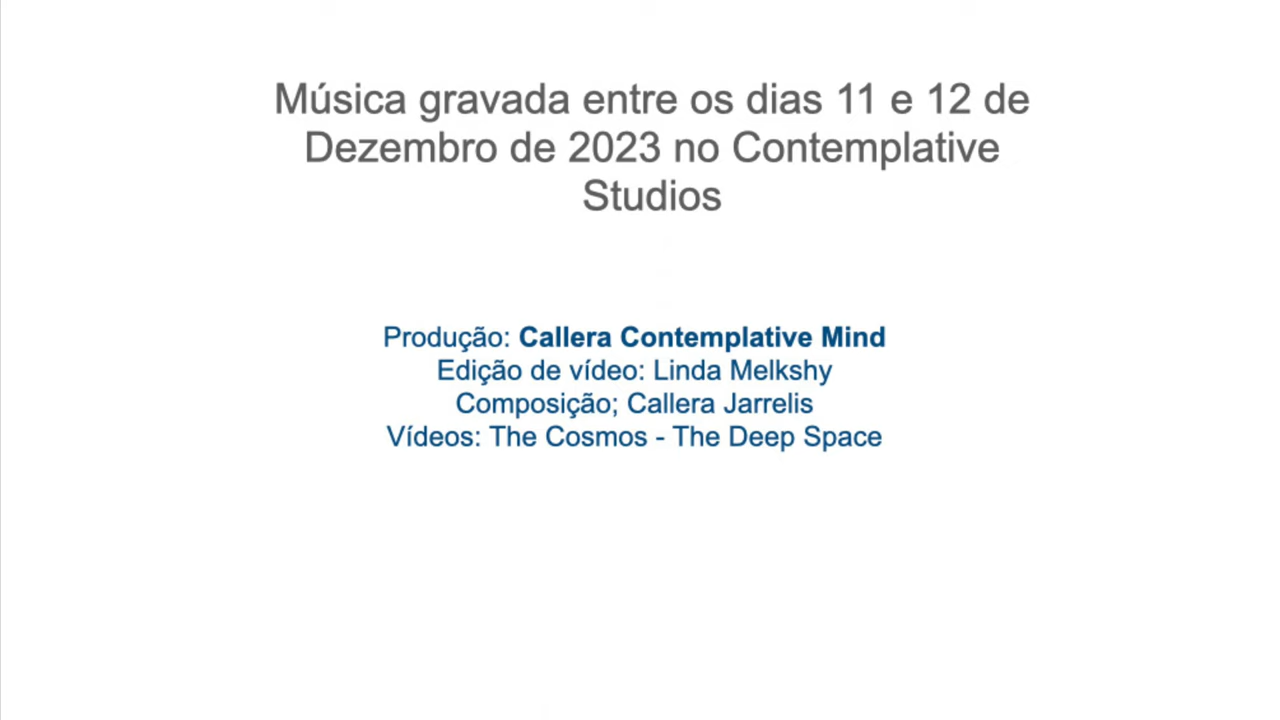 Música gravada entre os dias 11 e 12 de
Dezembro de 2023 no Contemplative
Studios
Produção: Callera Contemplative Mind
Edição de vídeo: Linda Melkshy
Composição; Callera Jarrelis
Vídeos: The Cosmos - The Deep Space